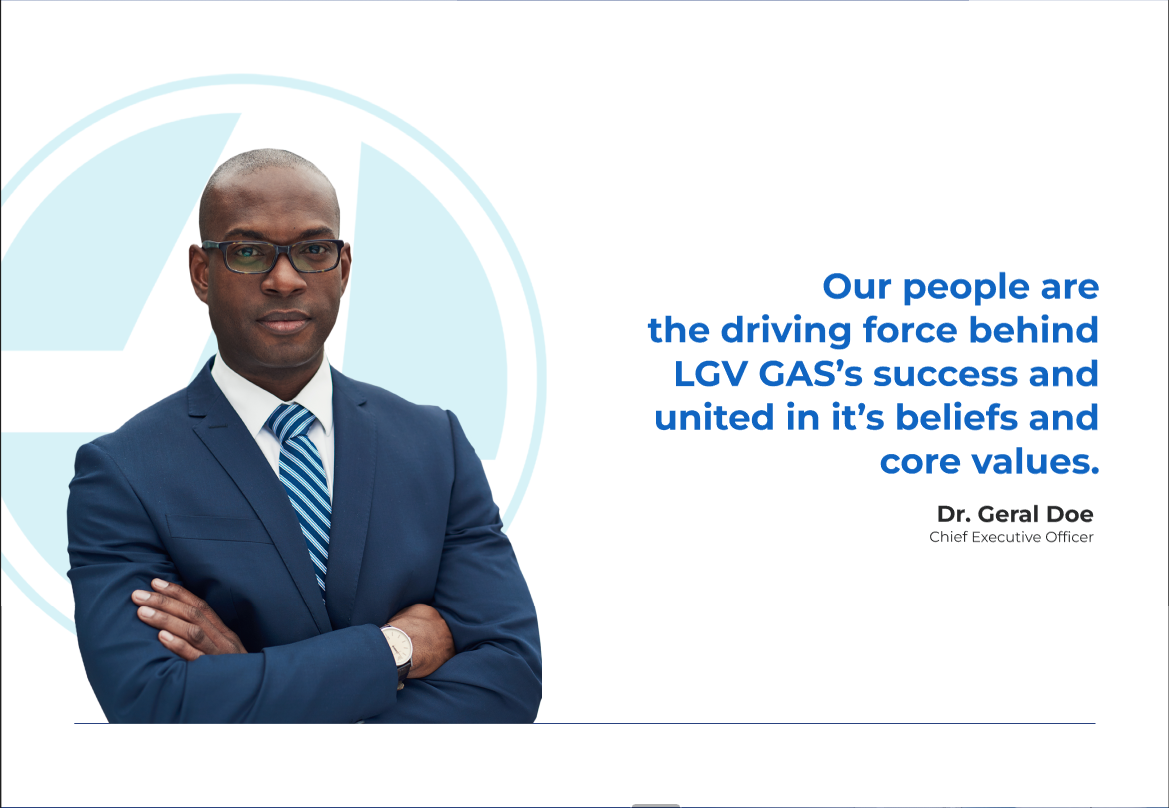 Our people are
the driving force behind
LGV GAS’s success and
united in it’s beliefs and
core values.
Dr. Geral Doe
Chief Executive Officer